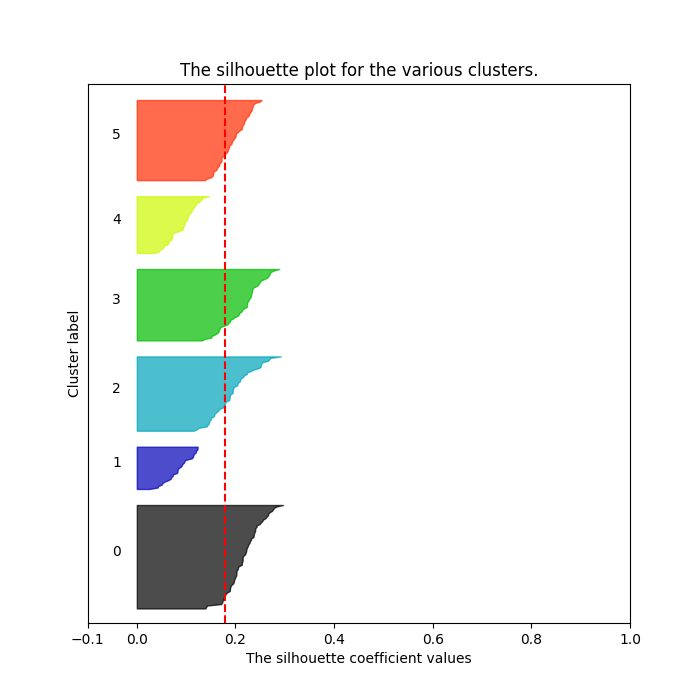 The silhouette plot for the various clusters.
5
4
3
2
1
0
Cluster label
−0.1 0.0 0.2 0.4 0.6 0.8 1.0
The silhouette coefficient values